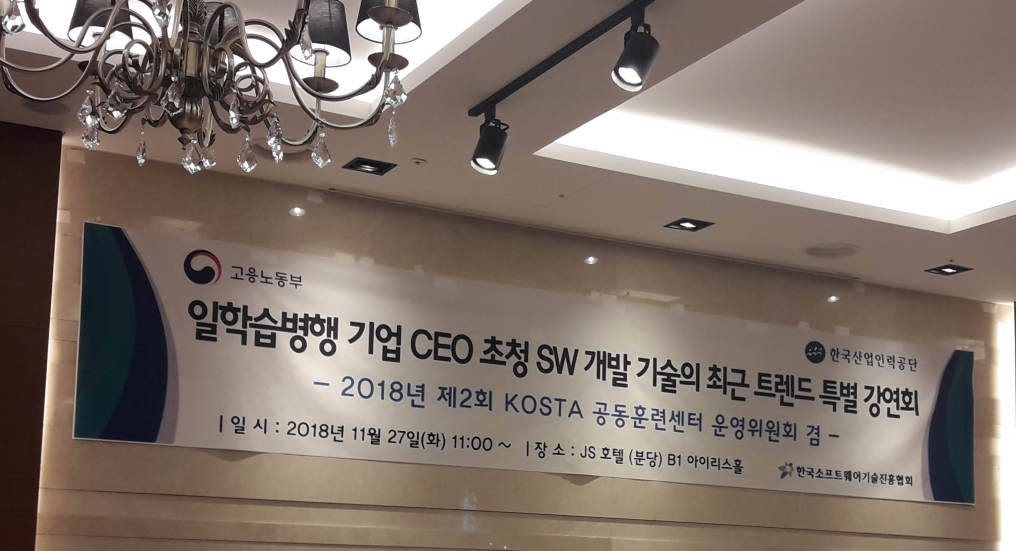 고용노동부
일학습병행 기업 CEO 초청 SW 개발 기술의 최근 트렌드 특별 강연회
한국산업인력공단
- 2018년 제2회 KOSTA 공동훈련센터 운영위원회 겸 -
| 일 시 : 2018년 11월 27일(화) 11:00 ~ | 장 소 : JS 호텔 (분당) B1 아이리스홀
한국소프트웨어기술진흥협회